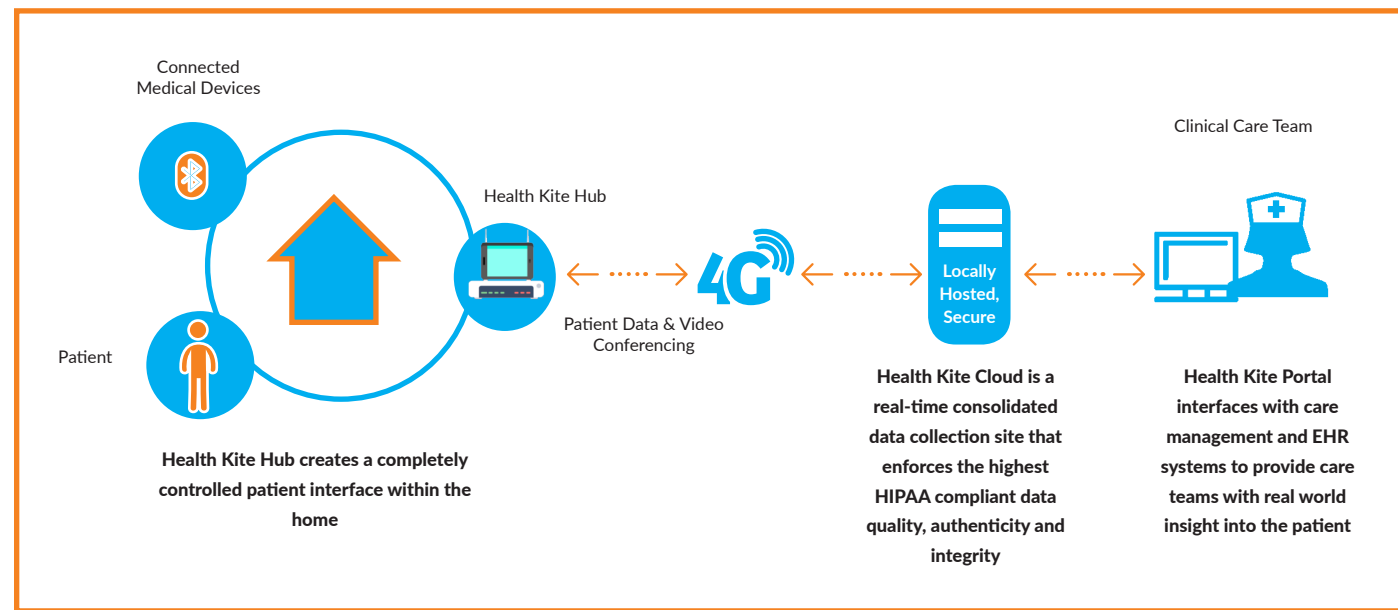 Connected
Medical Devices
Clinical Care Team
Health Kite Hub
4G
Locally
Hosted,
Secure
Patient Data & Video
Conferencing
Patient
Health Kite Hub creates a completely
controlled patient interface within the
home
Health Kite Cloud is a
real-time consolidated
data collection site that
enforces the highest
HIPAA compliant data
quality, authenticity and
integrity
Health Kite Portal
interfaces with care
management and EHR
systems to provide care
teams with real world
insight into the patient